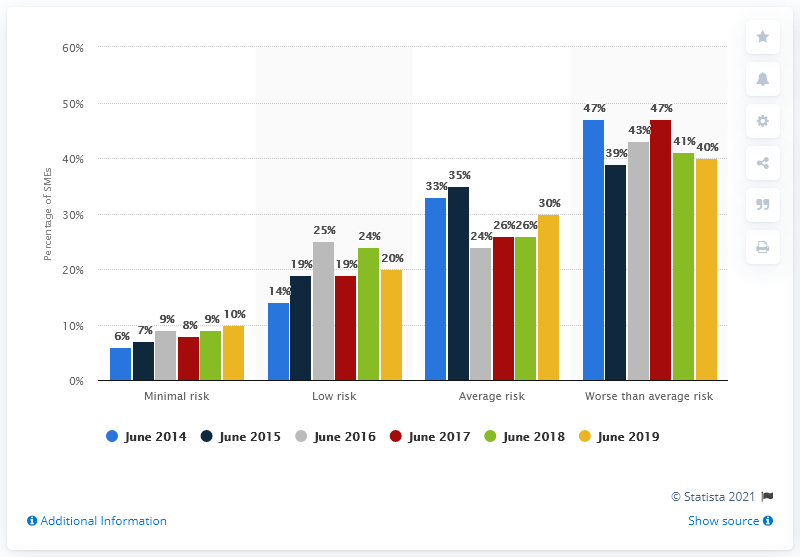 60%
50%
40%
30%
20%
10%
0%
Percentage of SMEs
6% 7% 9% 8% 9% 10%
14% 19% 25% 19% 24% 20%
33% 35% 24% 26% 26% 30%
47% 39% 43% 47% 41% 40%
Minimal risk Low risk Average risk Worse than average risk
June 2014 June 2015 June 2016 June 2017 June 2018 June 2019
© Statista 2021
Additional Information Show source